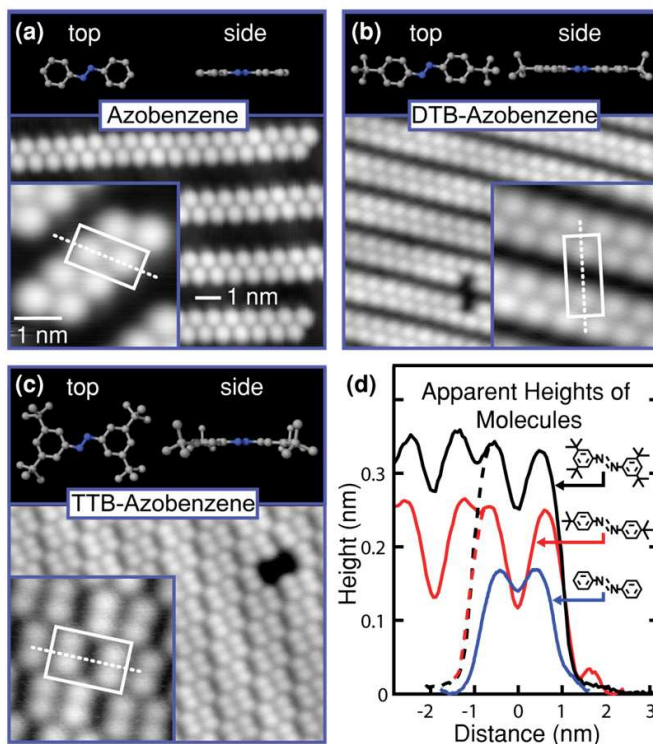 (a)
top
side
Azobenzene
1 nm
1 nm
(b)
top
side
DTB-Azobenzene
(c)
top
side
TTB-Azobenzene
(d)
Apparent Heights of
Molecules
Height (nm)
0.3
0.2
0.1
0
-2
-1
0
1
2
3
Distance (nm)
N
N
N
N
N
N